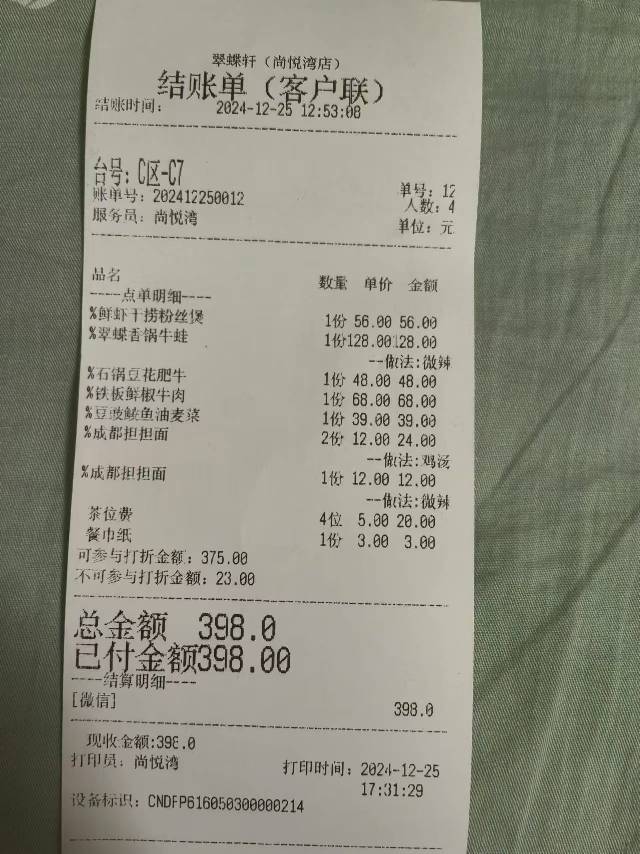 翠蝶轩（尚悦湾店）
结账单（客户联）
结账时间： 2024-12-25 12:53:08
台号：C区-C7
账单号：202412250012 单号：12
服务员：尚悦湾 人数：4
单位：元
品名 数量 单价 金额
----点单明细----
%鲜虾干捞粉丝煲 1份 56.00 56.00
%翠蝶香锅牛蛙 1份128.00128.00
--做法:微辣
%石锅豆花肥牛 1份 48.00 48.00
%铁板鲜椒牛肉 1份 68.00 68.00
%豆豉鲮鱼油麦菜 1份 39.00 39.00
%成都担担面 2份 12.00 24.00
--做法:鸡汤
%成都担担面 1份 12.00 12.00
--做法:微辣
茶位费 4位 5.00 20.00
餐巾纸 1份 3.00 3.00
可参与打折金额：375.00
不可参与打折金额：23.00
总金额 398.0
已付金额398.00
----结算明细----
[微信] 398.0
现收金额:398.0
打印员：尚悦湾 打印时间：2024-12-25
17:31:29
设备标识：CNDFP616050300000214